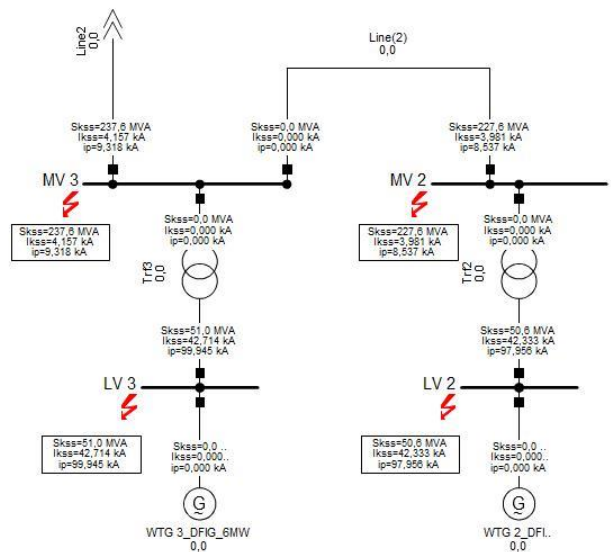 Line2
0,0
Line(2)
0,0
Skss=237,6 MVA
Ikss=4,157 kA
ip=9,318 kA
Skss=0,0 MVA
Ikss=0,000 kA
ip=0,000 kA
Skss=227,6 MVA
Ikss=3,981 kA
ip=8,537 kA
MV 3
MV 2
Skss=237,6 MVA
Ikss=4,157 kA
ip=9,318 kA
Skss=0,0 MVA
Ikss=0,000 kA
ip=0,000 kA
Skss=227,6 MVA
Ikss=3,981 kA
ip=8,537 kA
Skss=0,0 MVA
Ikss=0,000 kA
ip=0,000 kA
Trf3
0,0
Trf2
0,0
Skss=51,0 MVA
Ikss=42,714 kA
ip=99,945 kA
Skss=50,6 MVA
Ikss=42,333 kA
ip=97,956 kA
LV 3
LV 2
Skss=51,0 MVA
Ikss=42,714 kA
ip=99,945 kA
Skss=0,0 ..
Ikss=0,000..
ip=0,000 kA
Skss=50,6 MVA
Ikss=42,333 kA
ip=97,956 kA
Skss=0,0 ..
Ikss=0,000..
ip=0,000 kA
G
~
G
~
WTG 3_DFIG_6MW
0,0
WTG 2_DFI..
0,0